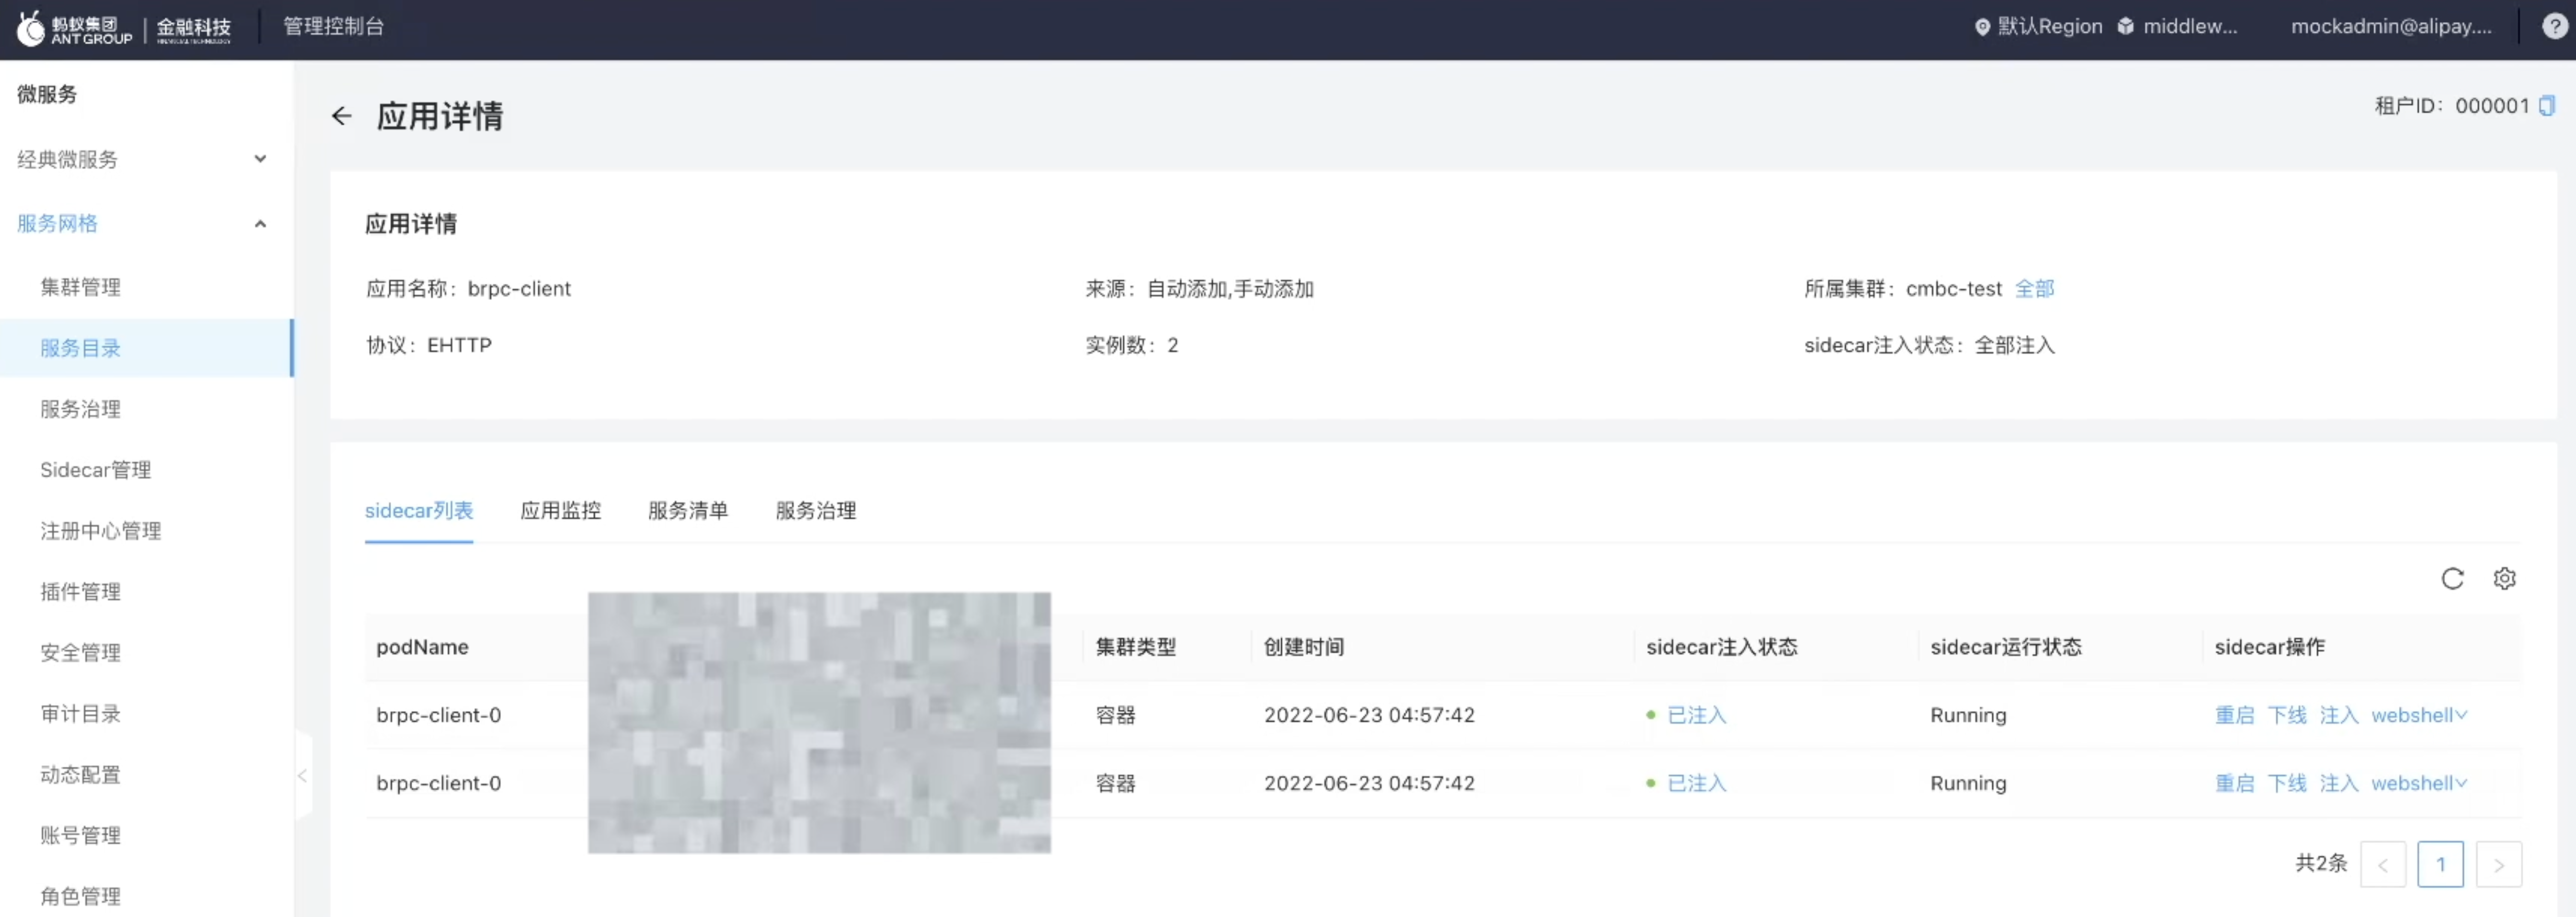 蚂蚁集团 ANT GROUP 金融科技 管理控制台 默认Region middlew... mockadmin@alipay....
微服务
经典微服务
服务网格
集群管理
服务目录
服务治理
Sidecar管理
注册中心管理
插件管理
安全管理
审计目录
动态配置
账号管理
角色管理
应用详情
租户ID：000001
应用详情
应用名称：brpc-client 来源：自动添加,手动添加 所属集群：cmbc-test 全部
协议：EHTTP 实例数：2 sidecar注入状态：全部注入
sidecar列表 应用监控 服务清单 服务治理
podName 集群类型 创建时间 sidecar注入状态 sidecar运行状态 sidecar操作
brpc-client-0 容器 2022-06-23 04:57:42 已注入 Running 重启 下线 注入 webshell
brpc-client-0 容器 2022-06-23 04:57:42 已注入 Running 重启 下线 注入 webshell
共2条 < 1 >